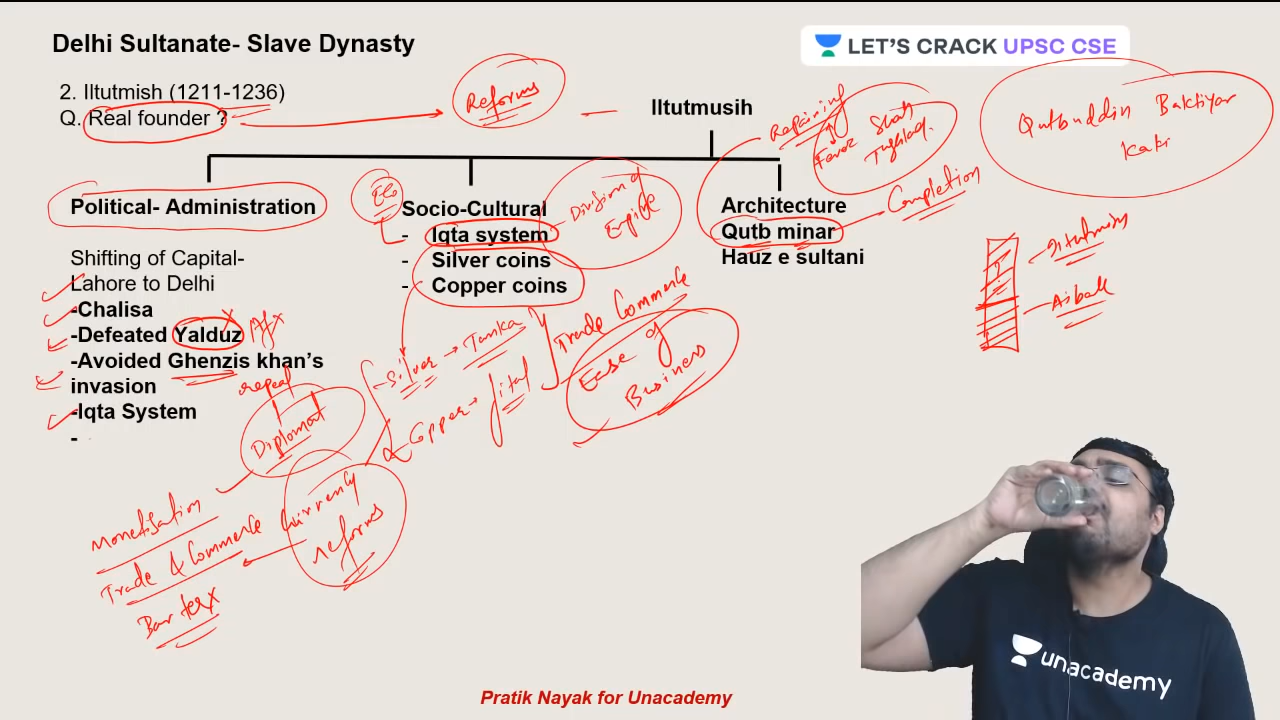 Delhi Sultanate- Slave Dynasty
LET'S CRACK UPSC CSE
2. Iltutmish (1211-1236)
Q. Real founder ?
Reforms
Iltutmusih
Repairing
Firoz Shah
Tughlaq.
Qutbuddin Baktiyar
Kaki
Completion
Political- Administration
Shifting of Capital-
Lahore to Delhi
-Chalisa
-Defeated Yalduz
Afx
-Avoided Ghenzis khan's
invasion
-Iqta System
-
repeal
Diplomat
Eco
Socio-Cultural
- Iqta system
- Silver coins
- Copper coins
Division of
Empire
Silver → Tanka
Copper → Jital
Trade Commerce
Ease of
Business
Currency
reforms
Monetisation
Trade & Commerce
Barter x
Architecture
Qutb minar
Hauz e sultani
Iltutmish
Aibak
unacademy
Pratik Nayak for Unacademy